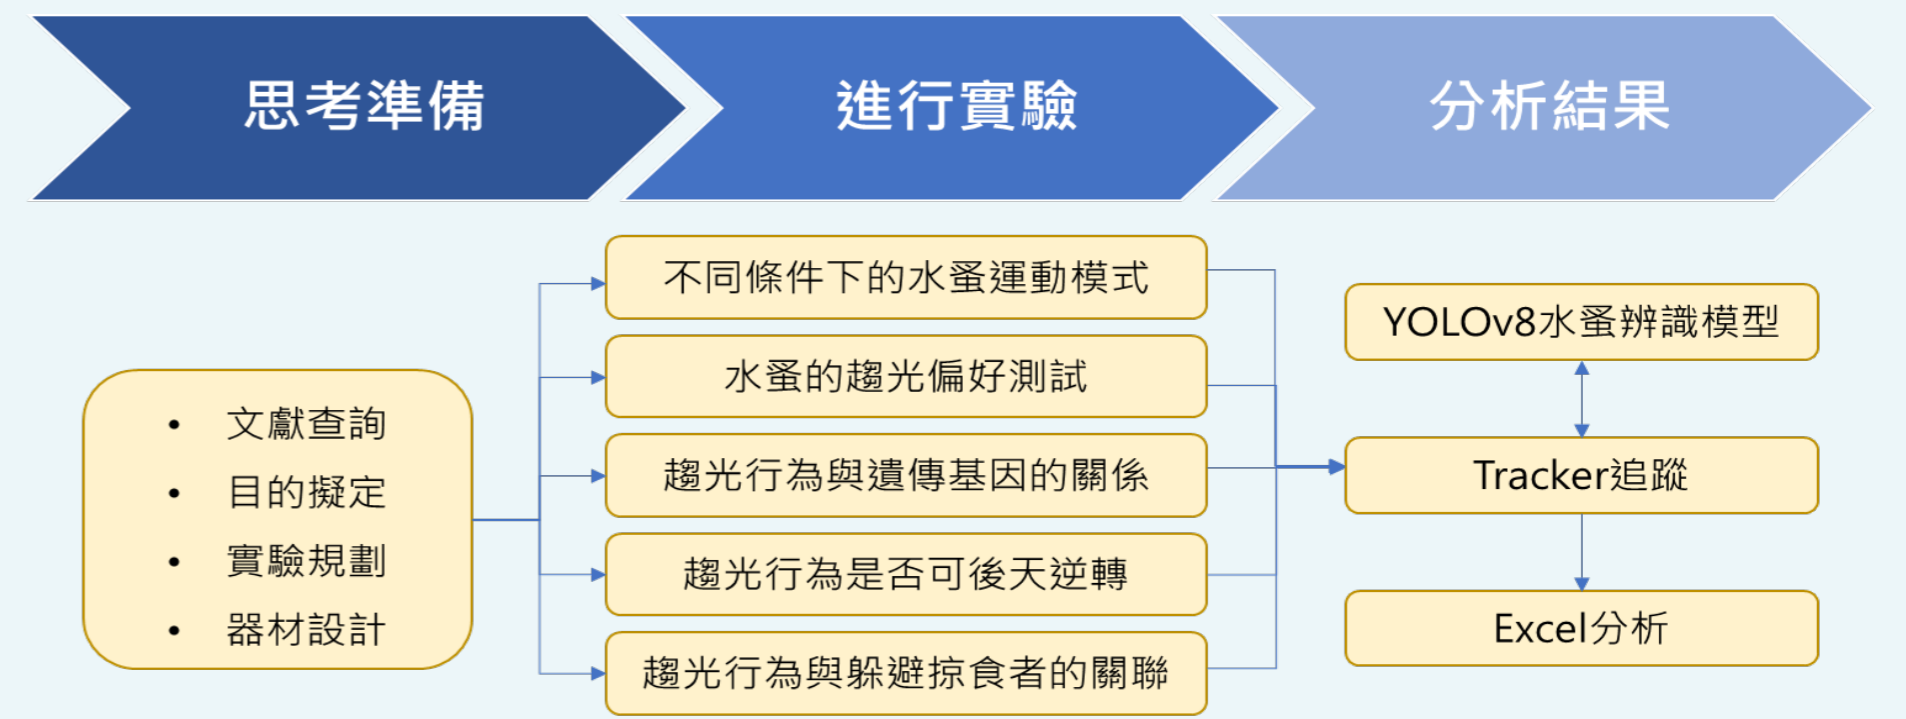 思考準備
進行實驗
分析結果
• 文獻查詢
• 目的擬定
• 實驗規劃
• 器材設計
不同條件下的水蚤運動模式
水蚤的趨光偏好測試
趨光行為與遺傳基因的關係
趨光行為是否可後天逆轉
趨光行為與躲避掠食者的關聯
YOLOv8水蚤辨識模型
Tracker追蹤
Excel分析